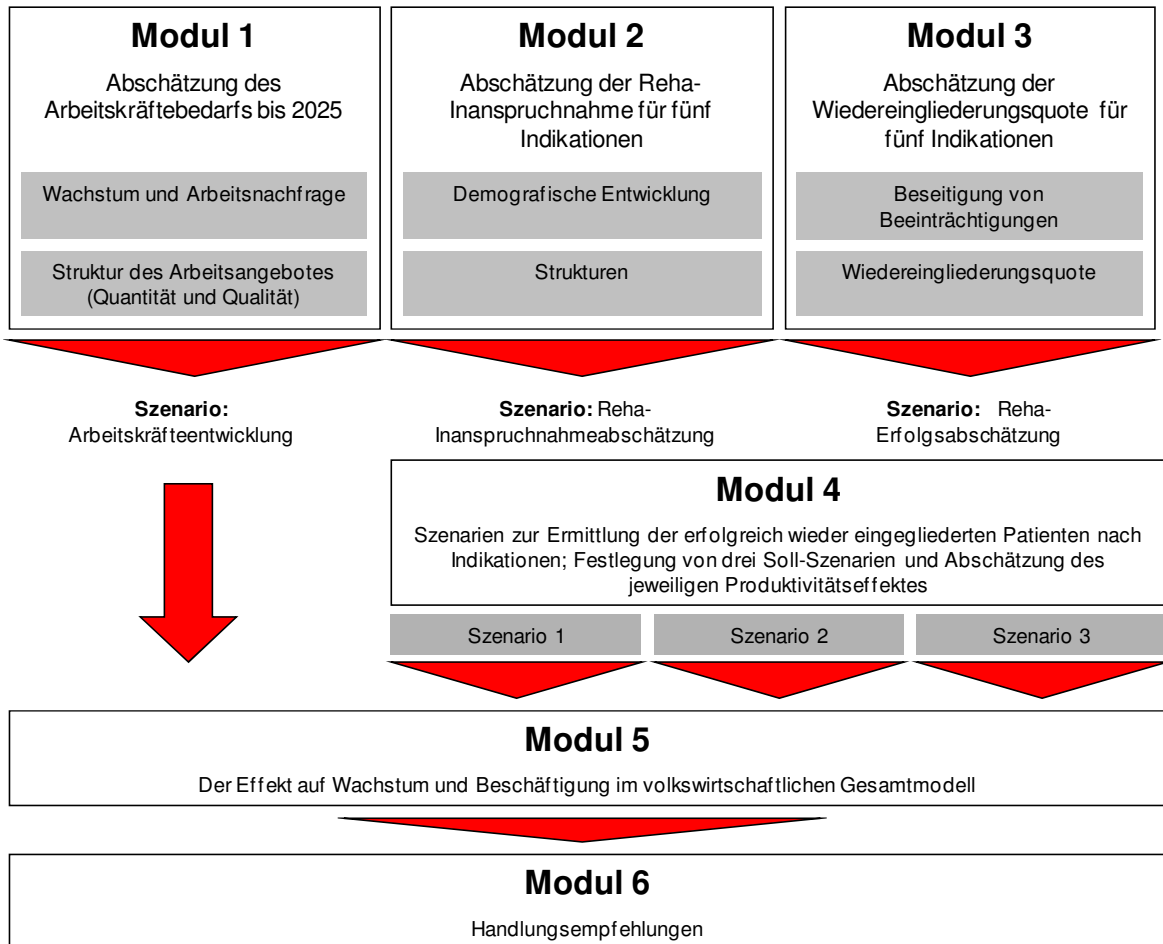 Modul 1
Abschätzung des
Arbeitskräftebedarfs bis 2025
Wachstum und Arbeitsnachfrage
Struktur des Arbeitsangebotes
(Quantität und Qualität)
Modul 2
Abschätzung der Reha-
Inanspruchnahme für fünf
Indikationen
Demografische Entwicklung
Strukturen
Modul 3
Abschätzung der
Wiedereingliederungsquote für
fünf Indikationen
Beseitigung von
Beeinträchtigungen
Wiedereingliederungsquote
Szenario:
Arbeitskräfteentwicklung
Szenario: Reha-
Inanspruchnahmeabschätzung
Szenario: Reha-
Erfolgsabschätzung
Modul 4
Szenarien zur Ermittlung der erfolgreich wieder eingegliederten Patienten nach
Indikationen; Festlegung von drei Soll-Szenarien und Abschätzung des
jeweiligen Produktivitätseffektes
Szenario 1
Szenario 2
Szenario 3
Modul 5
Der Effekt auf Wachstum und Beschäftigung im volkswirtschaftlichen Gesamtmodell
Modul 6
Handlungsempfehlungen